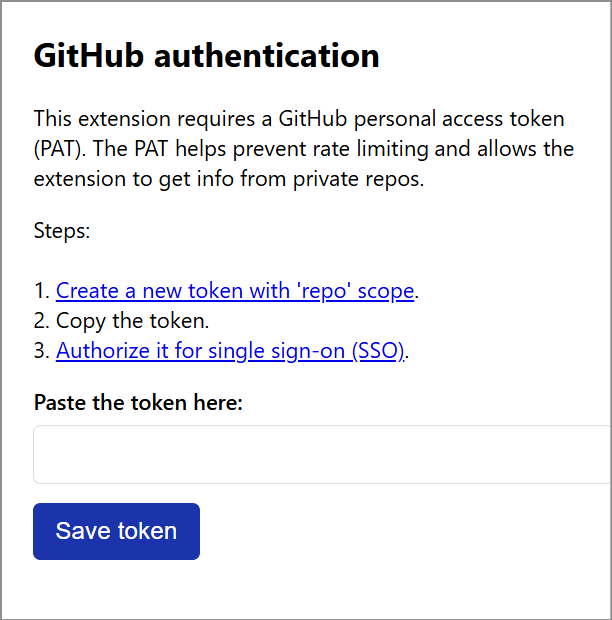 GitHub authentication
This extension requires a GitHub personal access token
(PAT). The PAT helps prevent rate limiting and allows the
extension to get info from private repos.
Steps:
1. Create a new token with 'repo' scope.
2. Copy the token.
3. Authorize it for single sign-on (SSO).
Paste the token here:
Save token